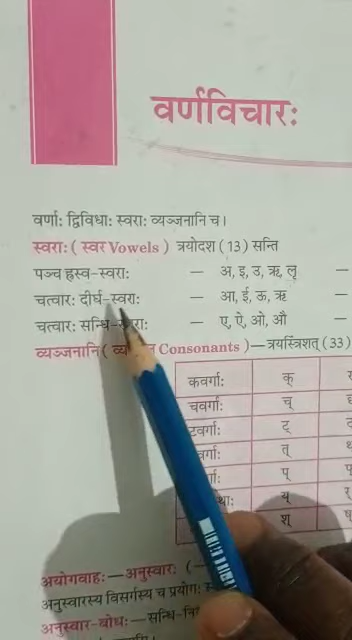 वर्णविचारः
वर्णाः द्विविधाः स्वराः व्यञ्जनानि च।
स्वराः ( स्वर Vowels ) त्रयोदश (13) सन्ति
पञ्च ह्रस्व-स्वराः — अ, इ, उ, ऋ, लृ —
चत्वारः दीर्घ-स्वराः — आ, ई, ऊ, ऋ —
चत्वारः सन्धि- — ए, ऐ, ओ, औ —
व्यञ्जनानि ( Consonants )—त्रयस्त्रिंशत् (33)
कवर्गाः क्
चवर्गाः च्
टवर्गाः ट्
त्
प्
य्
श्
अयोगवाहः—अनुस्वारः (
अनुस्वारस्य विसर्गस्य च प्रयोगः
अनुस्वार-बोधः—